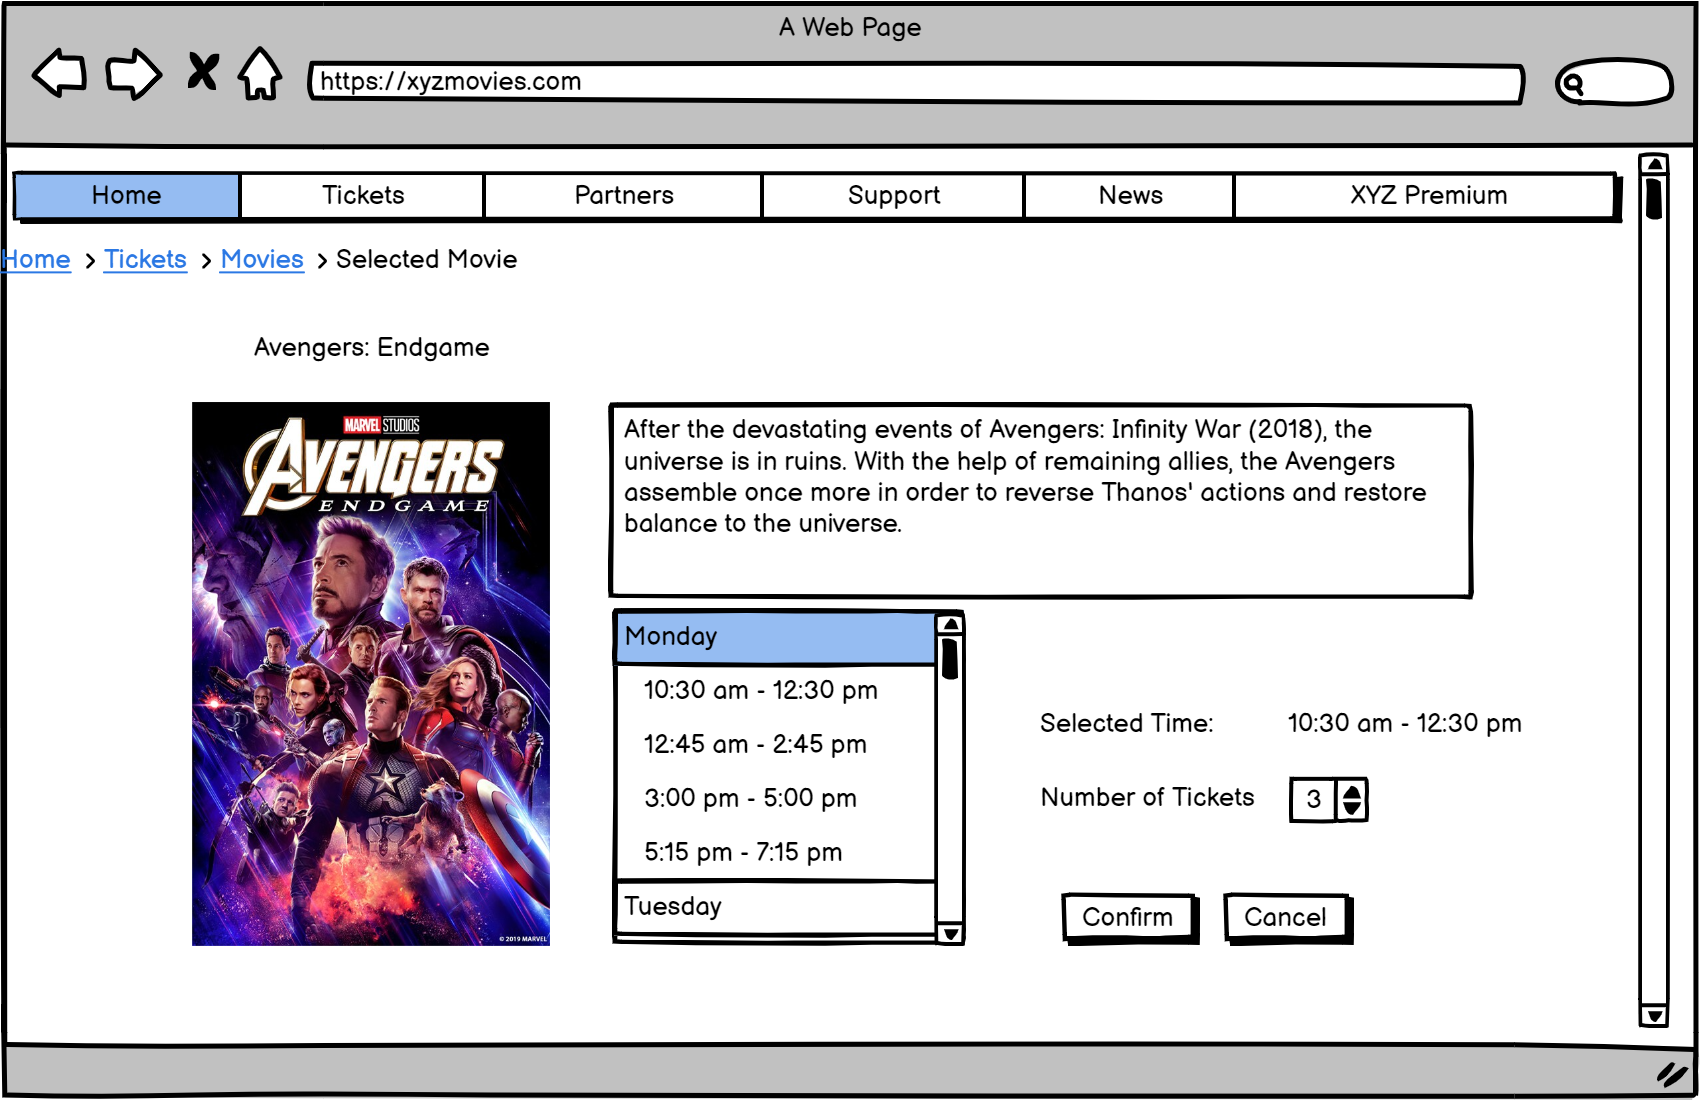 A Web Page
https://xyzmovies.com
Home Tickets Partners Support News XYZ Premium
Home > Tickets > Movies > Selected Movie
Avengers: Endgame
MARVEL STUDIOS
AVENGERS
ENDGAME
© 2019 MARVEL
After the devastating events of Avengers: Infinity War (2018), the
universe is in ruins. With the help of remaining allies, the Avengers
assemble once more in order to reverse Thanos' actions and restore
balance to the universe.
Monday
10:30 am - 12:30 pm
12:45 am - 2:45 pm
3:00 pm - 5:00 pm
5:15 pm - 7:15 pm
Tuesday
Selected Time: 10:30 am - 12:30 pm
Number of Tickets 3
Confirm Cancel